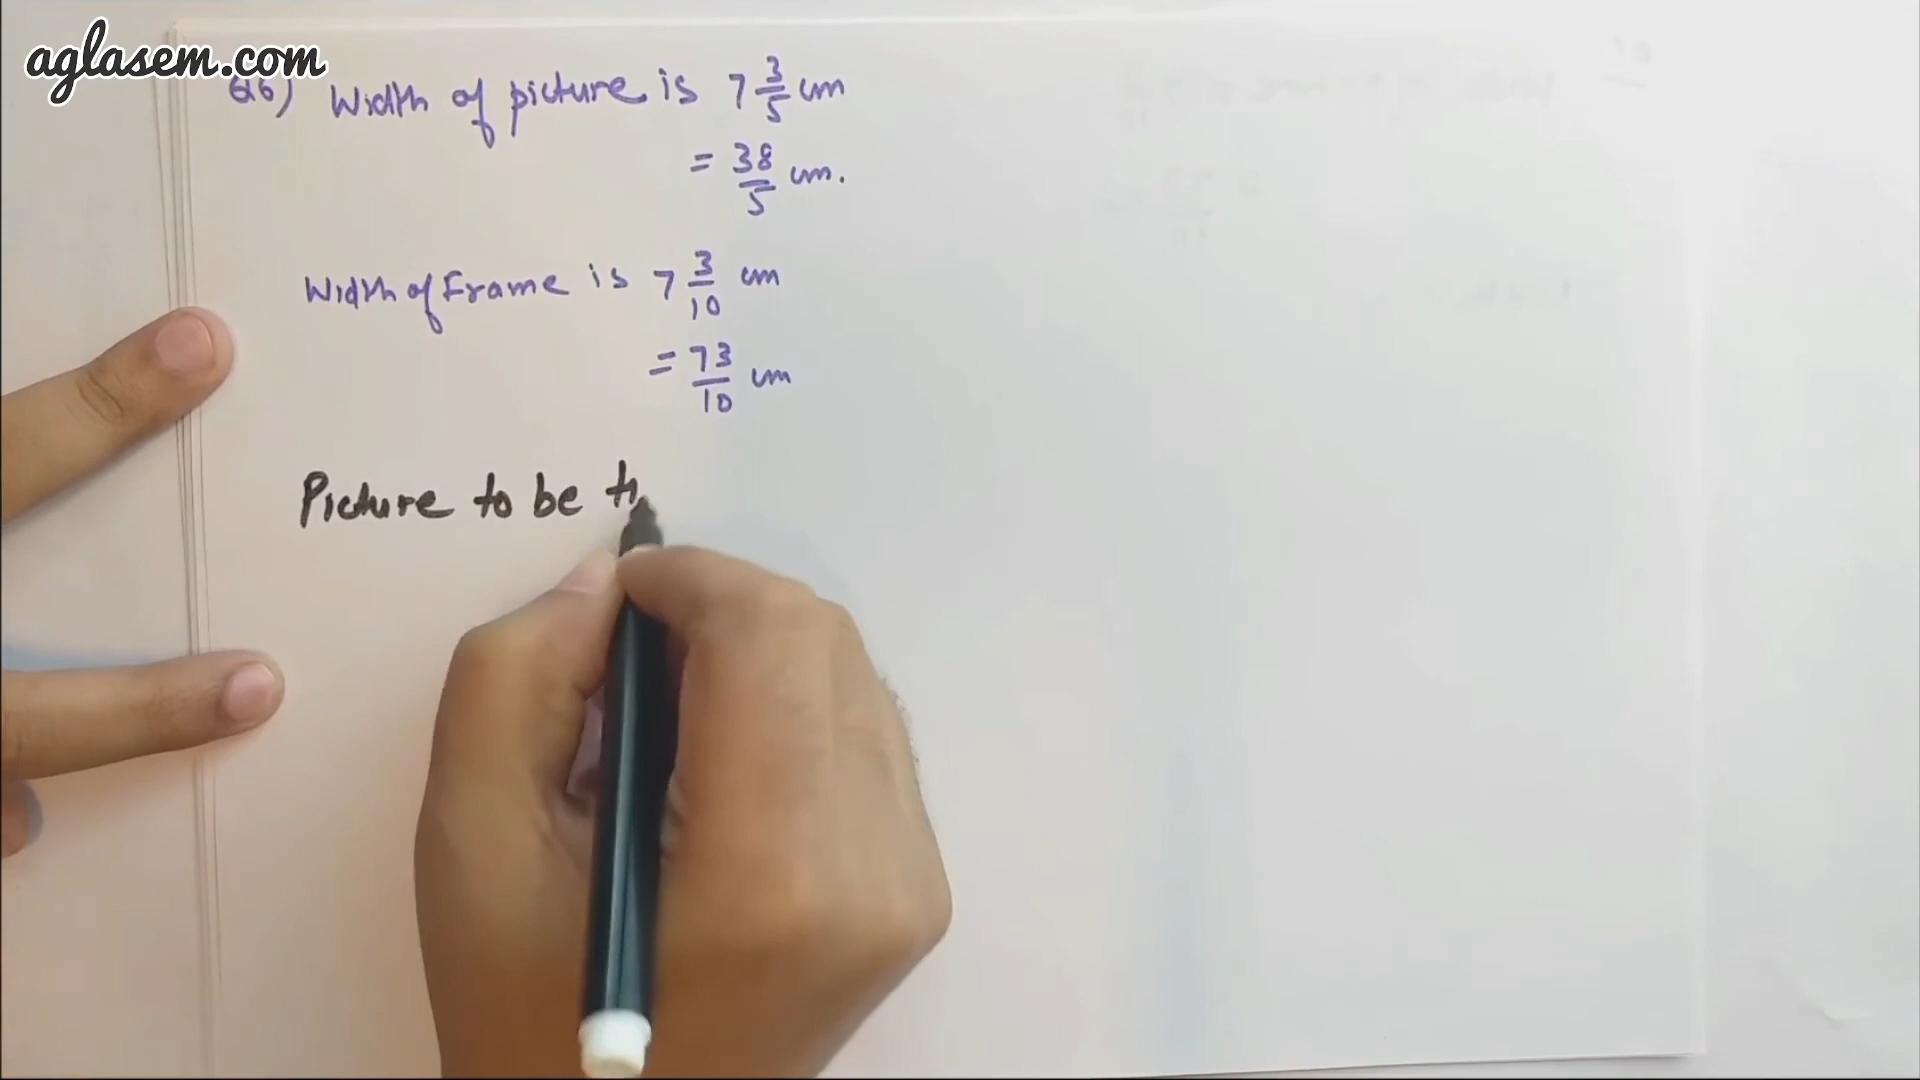 aglasem.com
Q6) Width of picture is 7 3/5 cm
= 38/5 cm.
Width of Frame is 7 3/10 cm
= 73/10 cm
Picture to be